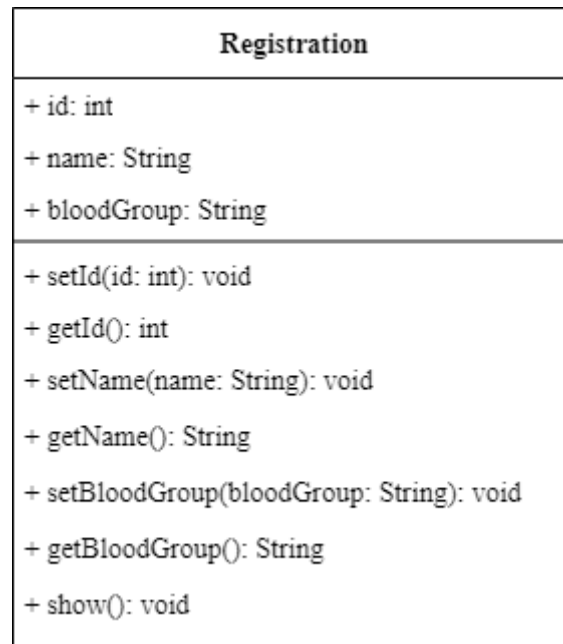 Registration
+ id: int
+ name: String
+ bloodGroup: String
+ setId(id: int): void
+ getId(): int
+ setName(name: String): void
+ getName(): String
+ setBloodGroup(bloodGroup: String): void
+ getBloodGroup(): String
+ show(): void